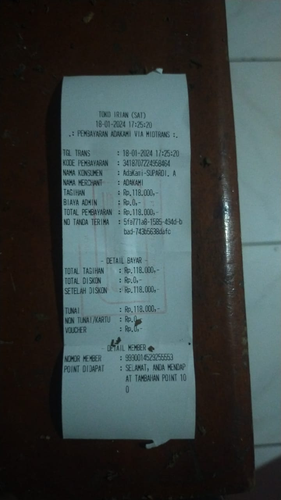 TOKO IRIAN (SAT)
18-01-2024 17:25:20
.: PEMBAYARAN ADAKAMI VIA MIDTRANS :.
TGL TRANS : 18-01-2024 17:25:20
KODE PEMBAYARAN : 3418707224958484
NAMA KONSUMEN : AdaKami-SUPARDI, A
NAMA MERCHANT : ADAKAMI
TAGIHAN : Rp.118,000,-
BIAYA ADMIN : Rp.0,-
TOTAL PEMBAYARAN : Rp.118,000,-
NO TANDA TERIMA
- DETAIL BAYAR -
TOTAL TAGIHAN : Rp.118,000,-
TOTAL DISKON : Rp.0,-
SETELAH DISKON : Rp.118,000,-
TUNAI : Rp.118,000,-
NON TUNAI/KARTU : Rp.0,-
VOUCHER : Rp.0,-
DETAIL MEMBER
NOMOR MEMBER : 9990014529255553
POINT DIDAPAT : SELAMAT, ANDA MENDAP
AT TAMBAHAN POINT 10
0